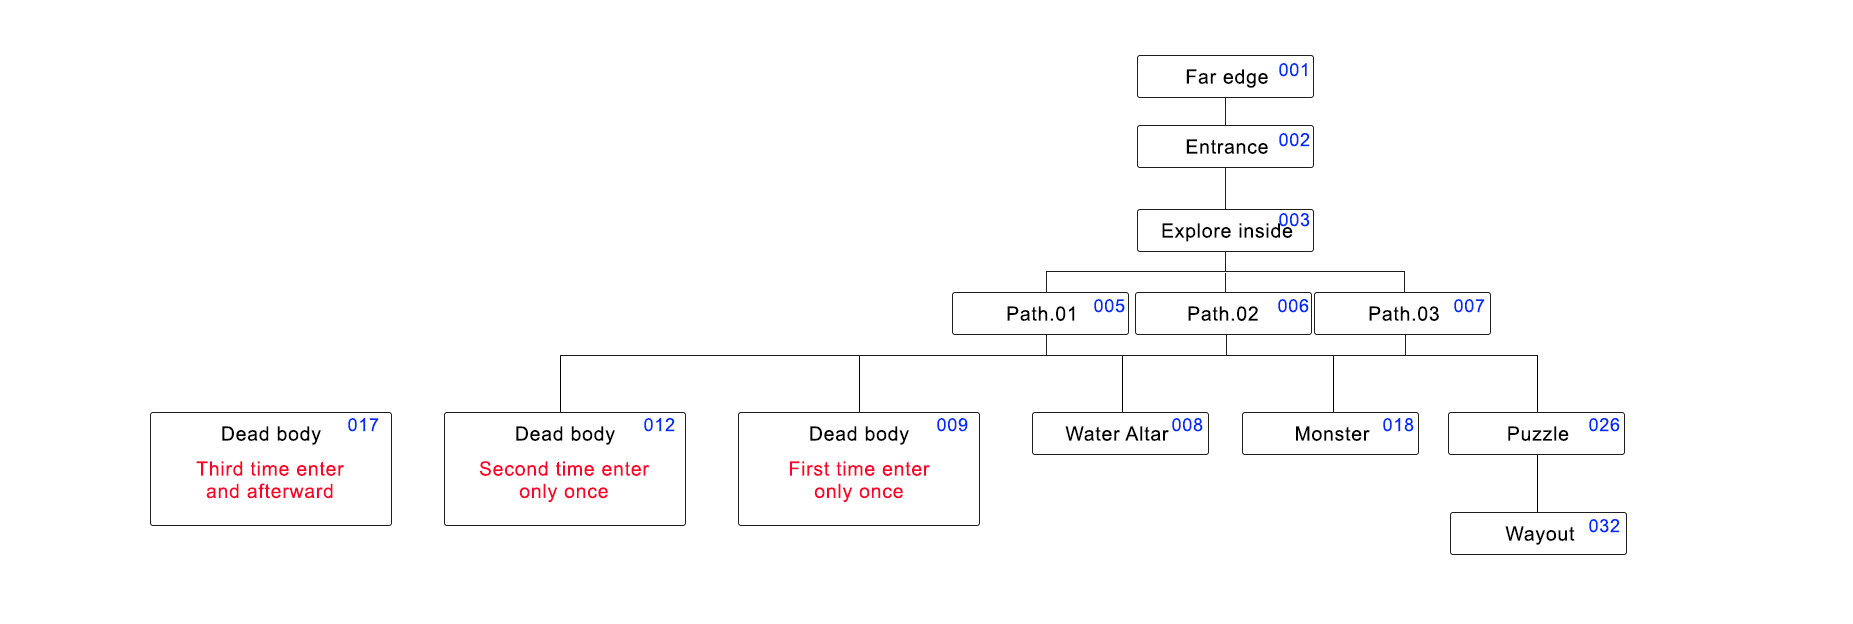 Far edge 001
Entrance 002
Explore inside 003
Path.01 005
Path.02 006
Path.03 007
Dead body 017
Third time enter
and afterward
Dead body 012
Second time enter
only once
Dead body 009
First time enter
only once
Water Altar 008
Monster 018
Puzzle 026
Wayout 032